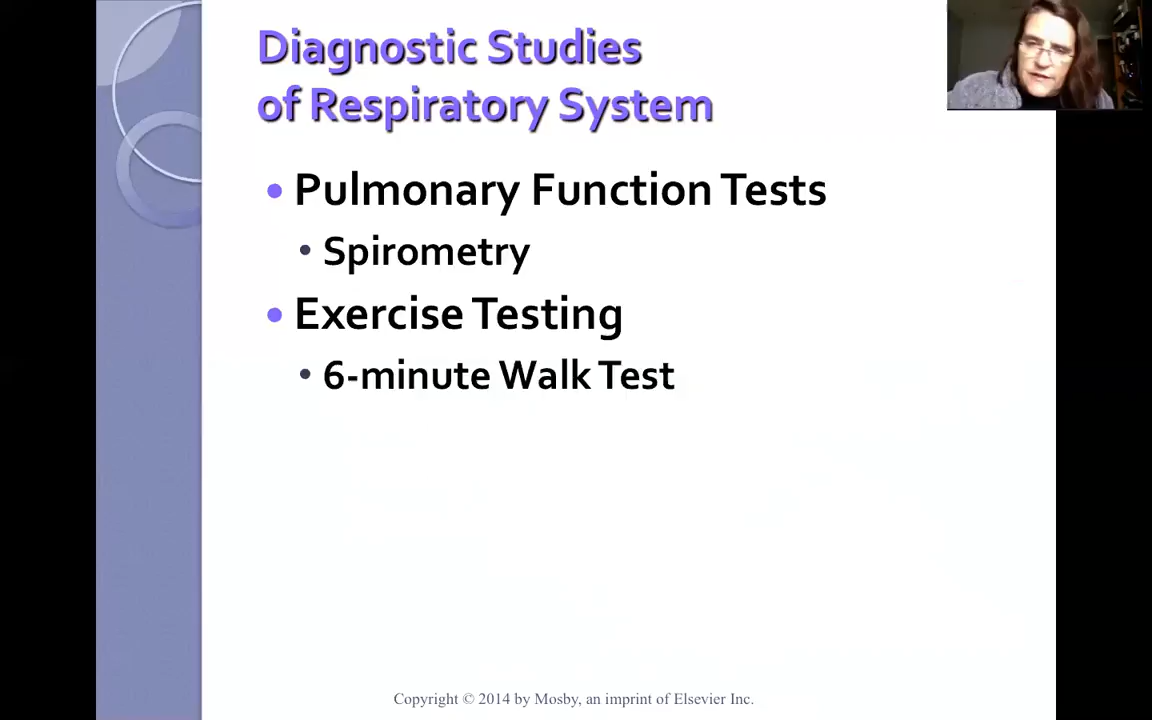 Diagnostic Studies
of Respiratory System
• Pulmonary Function Tests
• Spirometry
• Exercise Testing
• 6-minute Walk Test
Copyright © 2014 by Mosby, an imprint of Elsevier Inc.